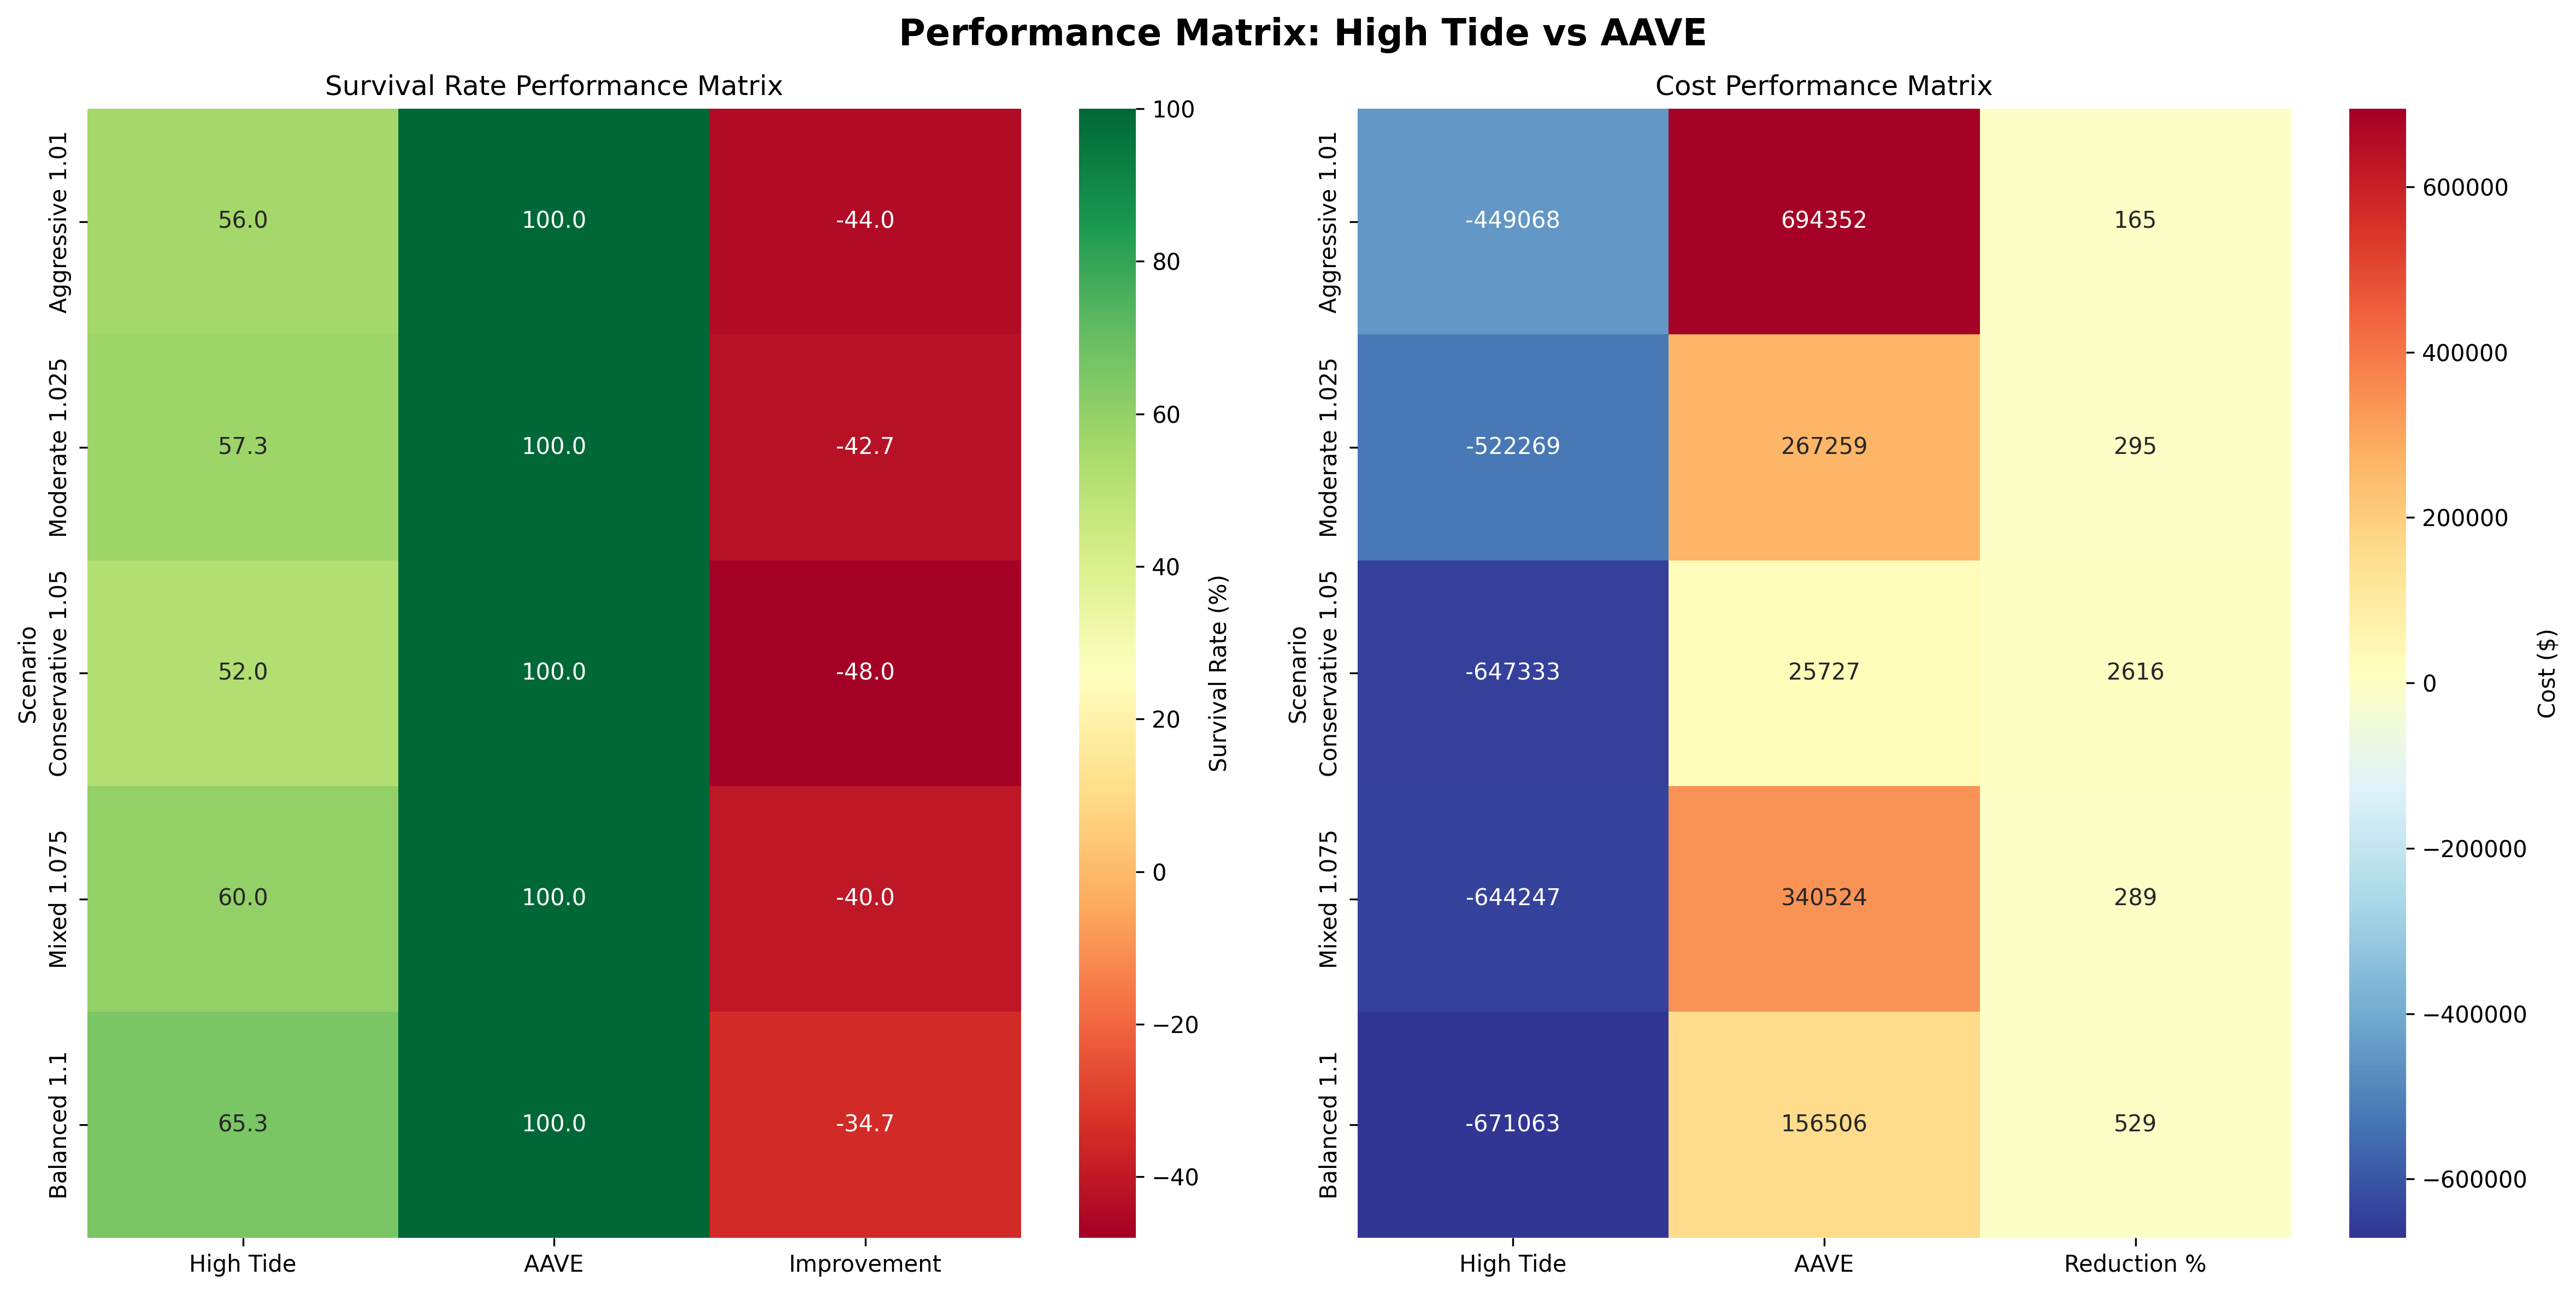 Performance Matrix: High Tide vs AAVE
Survival Rate Performance Matrix
Scenario
Aggressive 1.01
56.0 100.0 -44.0
Moderate 1.025
57.3 100.0 -42.7
Conservative 1.05
52.0 100.0 -48.0
Mixed 1.075
60.0 100.0 -40.0
Balanced 1.1
65.3 100.0 -34.7
High Tide AAVE Improvement
100
80
60
40
20
0
−20
−40
Survival Rate (%)
Cost Performance Matrix
Scenario
Aggressive 1.01
-449068 694352 165
Moderate 1.025
-522269 267259 295
Conservative 1.05
-647333 25727 2616
Mixed 1.075
-644247 340524 289
Balanced 1.1
-671063 156506 529
High Tide AAVE Reduction %
600000
400000
200000
0
−200000
−400000
−600000
Cost ($)